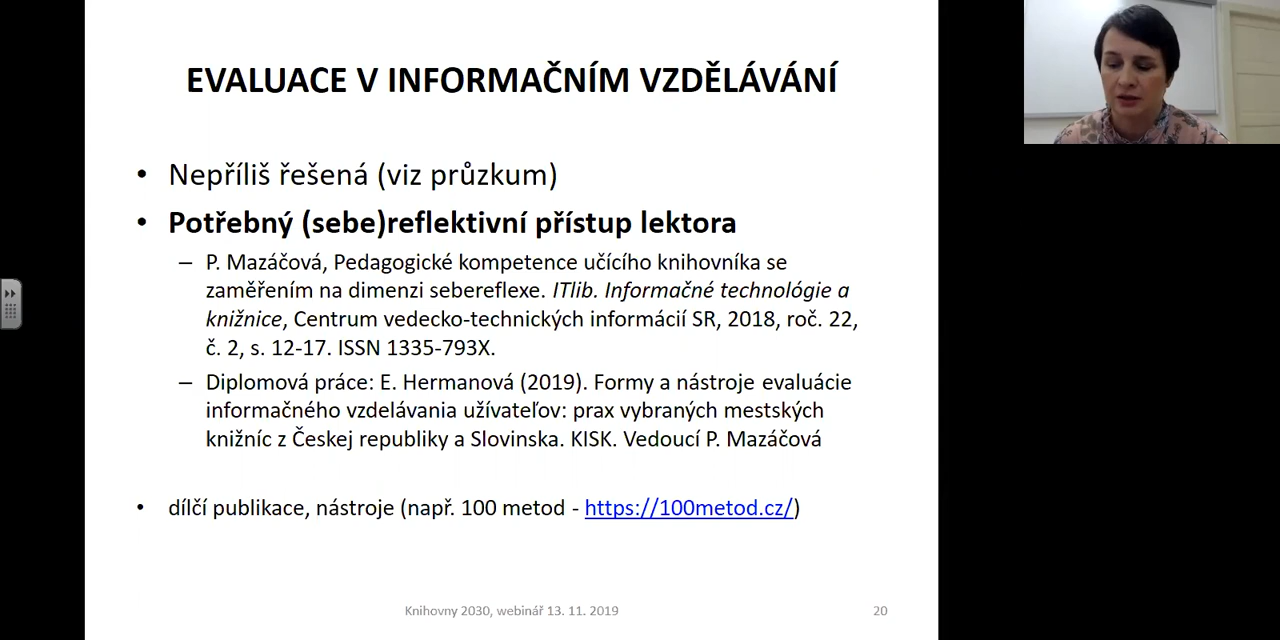 EVALUACE V INFORMAČNÍM VZDĚLÁVÁNÍ
• Nepříliš řešená (viz průzkum)
• Potřebný (sebe)reflektivní přístup lektora
– P. Mazáčová, Pedagogické kompetence učícího knihovníka se
zaměřením na dimenzi sebereflexe. ITlib. Informačné technológie a
knižnice, Centrum vedecko-technických informácií SR, 2018, roč. 22,
č. 2, s. 12-17. ISSN 1335-793X.
– Diplomová práce: E. Hermanová (2019). Formy a nástroje evaluácie
informačného vzdelávania užívateľov: prax vybraných mestských
knižníc z Českej republiky a Slovinska. KISK. Vedoucí P. Mazáčová
• dílčí publikace, nástroje (např. 100 metod - https://100metod.cz/)
Knihovny 2030, webinář 13. 11. 2019
20